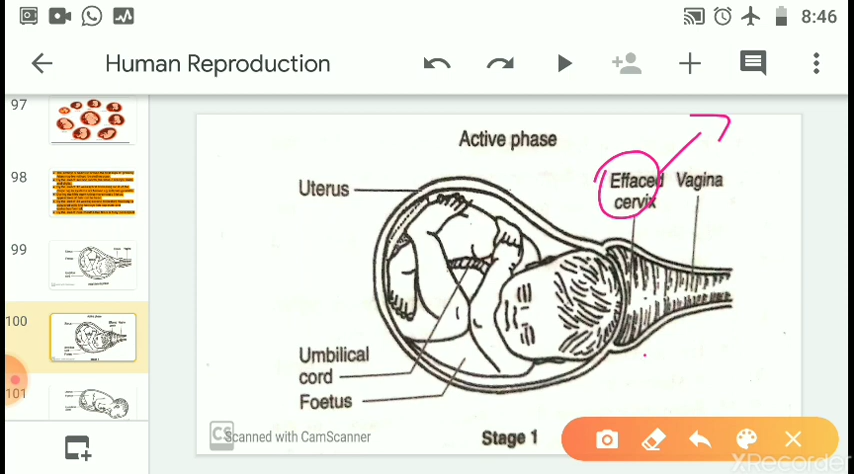 8:46
Human Reproduction
97
98
99
100
101
Active phase
Uterus
Effaced
cervix
Vagina
Umbilical
cord
Foetus
CS Scanned with CamScanner
Stage 1
XRecorder